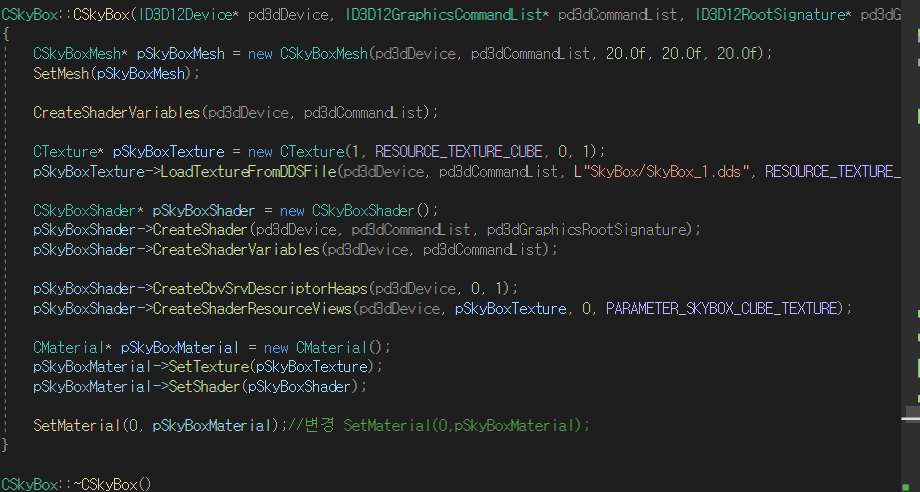 CSkyBox::CSkyBox(ID3D12Device* pd3dDevice, ID3D12GraphicsCommandList* pd3dCommandList, ID3D12RootSignature* pd3dG
{
CSkyBoxMesh* pSkyBoxMesh = new CSkyBoxMesh(pd3dDevice, pd3dCommandList, 20.0f, 20.0f, 20.0f);
SetMesh(pSkyBoxMesh);
CreateShaderVariables(pd3dDevice, pd3dCommandList);
CTexture* pSkyBoxTexture = new CTexture(1, RESOURCE_TEXTURE_CUBE, 0, 1);
pSkyBoxTexture->LoadTextureFromDDSFile(pd3dDevice, pd3dCommandList, L"SkyBox/SkyBox_1.dds", RESOURCE_TEXTURE_
CSkyBoxShader* pSkyBoxShader = new CSkyBoxShader();
pSkyBoxShader->CreateShader(pd3dDevice, pd3dCommandList, pd3dGraphicsRootSignature);
pSkyBoxShader->CreateShaderVariables(pd3dDevice, pd3dCommandList);
pSkyBoxShader->CreateCbvSrvDescriptorHeaps(pd3dDevice, 0, 1);
pSkyBoxShader->CreateShaderResourceViews(pd3dDevice, pSkyBoxTexture, 0, PARAMETER_SKYBOX_CUBE_TEXTURE);
CMaterial* pSkyBoxMaterial = new CMaterial();
pSkyBoxMaterial->SetTexture(pSkyBoxTexture);
pSkyBoxMaterial->SetShader(pSkyBoxShader);
SetMaterial(0, pSkyBoxMaterial);//변경 SetMaterial(0,pSkyBoxMaterial);
}
CSkyBox::~CSkyBox()